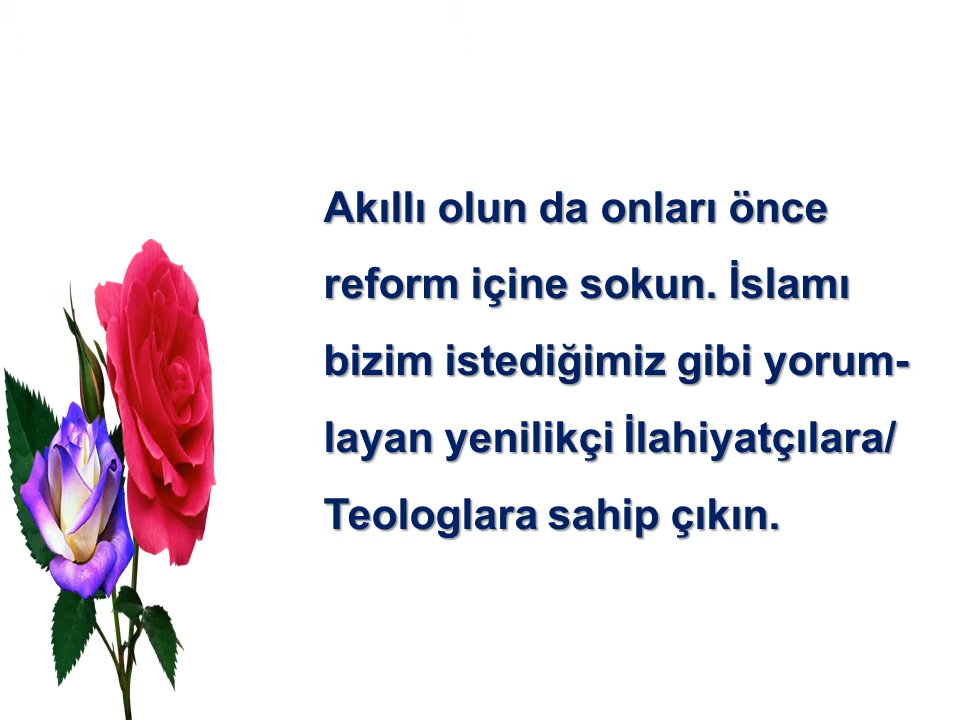 Akıllı olun da onları önce
reform içine sokun. İslamı
bizim istediğimiz gibi yorum-
layan yenilikçi İlahiyatçılara/
Teologlara sahip çıkın.